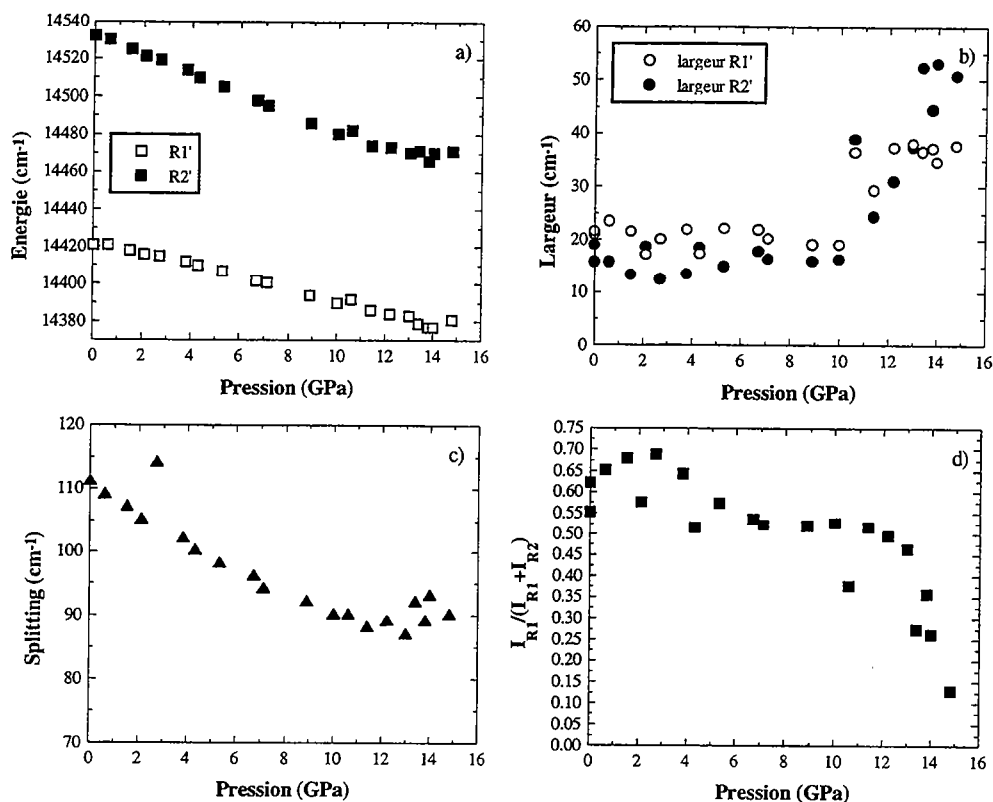 a)
14540
14520
14500
14480
14460
14440
14420
14400
14380
Energie (cm-1)
R1'
R2'
0 2 4 6 8 10 12 14 16
Pression (GPa)
b)
60
50
40
30
20
10
0
Largeur (cm-1)
largeur R1'
largeur R2'
0 2 4 6 8 10 12 14 16
Pression (GPa)
c)
120
110
100
90
80
70
Splitting (cm-1)
0 2 4 6 8 10 12 14 16
Pression (GPa)
d)
0.75
0.70
0.65
0.60
0.55
0.50
0.45
0.40
0.35
0.30
0.25
0.20
0.15
0.10
0.05
0.00
IR1/(IR1+IR2)
0 2 4 6 8 10 12 14 16
Pression (GPa)